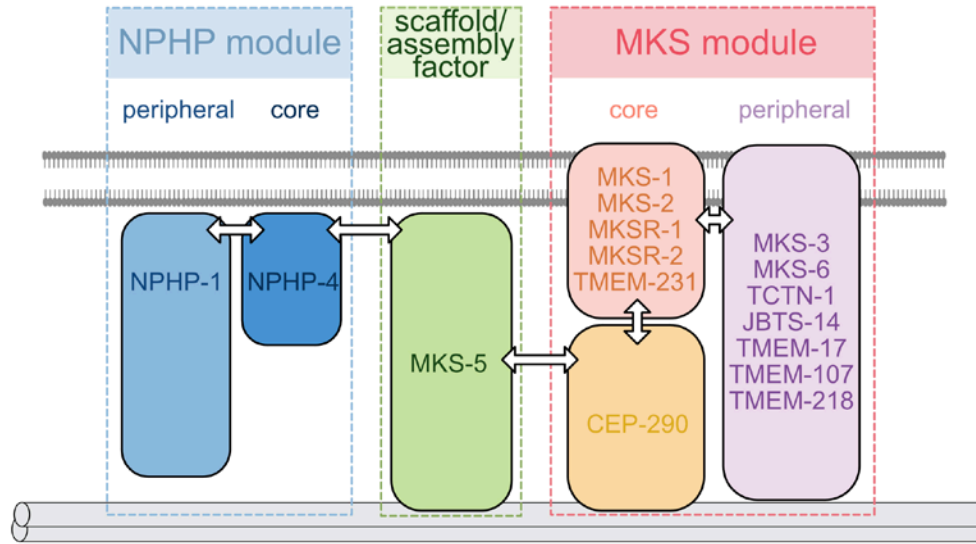 NPHP module
scaffold/
assembly
factor
MKS module
peripheral
core
core
peripheral
NPHP-1
NPHP-4
MKS-5
MKS-1
MKS-2
MKSR-1
MKSR-2
TMEM-231
CEP-290
MKS-3
MKS-6
TCTN-1
JBTS-14
TMEM-17
TMEM-107
TMEM-218